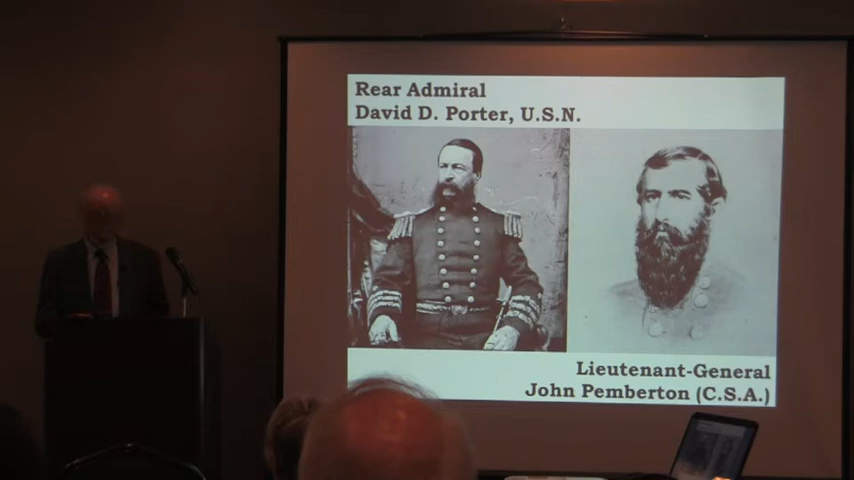 Rear Admiral
David D. Porter, U.S.N.
Lieutenant-General
John Pemberton (C.S.A.)